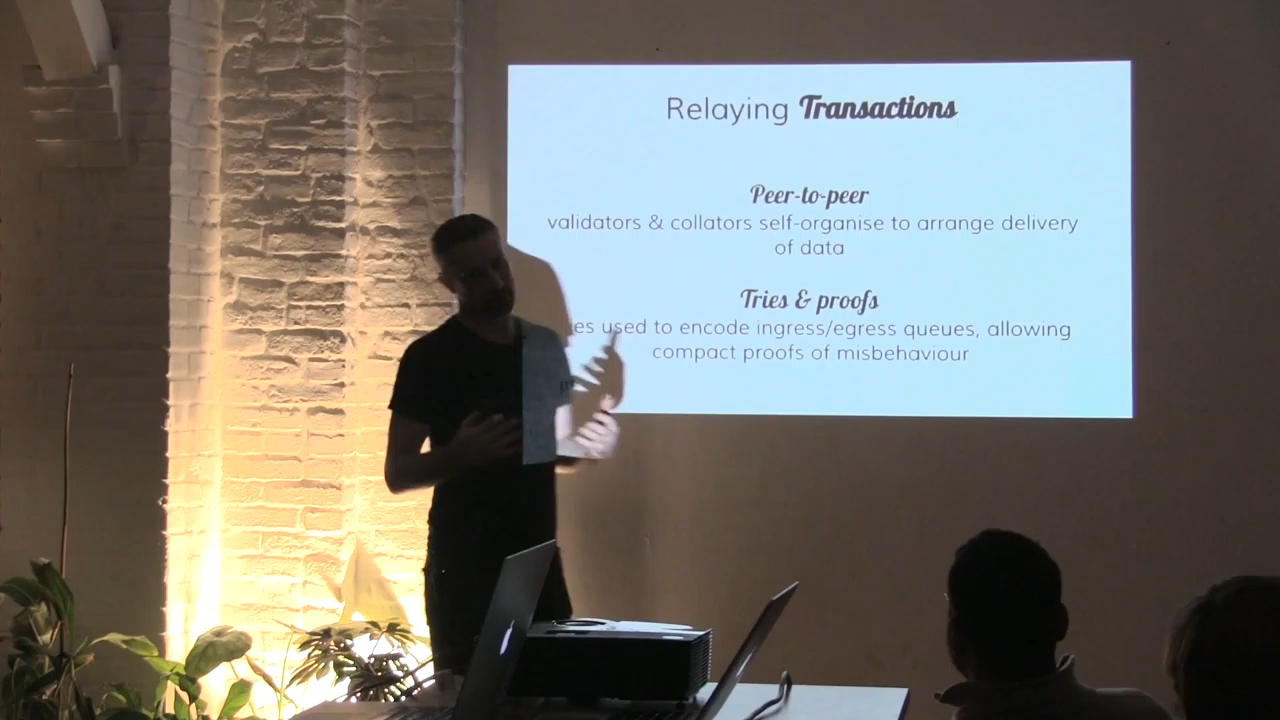 Relaying Transactions
Peer-to-peer
validators & collators self-organise to arrange delivery
of data
Tries & proofs
used to encode ingress/egress queues, allowing
compact proofs of misbehaviour